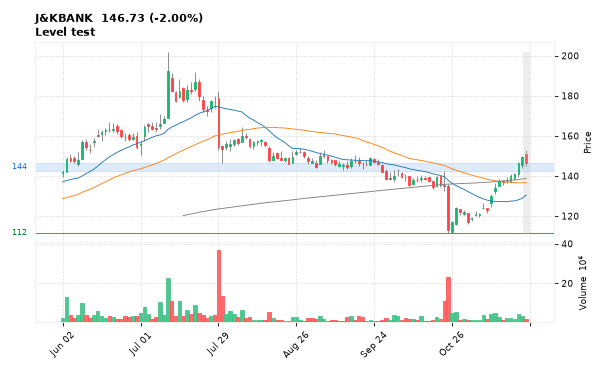 J&KBANK 146.73 (-2.00%)
Level test
200
180
160
144
140
120
112
Price
40
20
Volume 10⁶
Jun 02
Jul 01
Jul 29
Aug 26
Sep 24
Oct 26